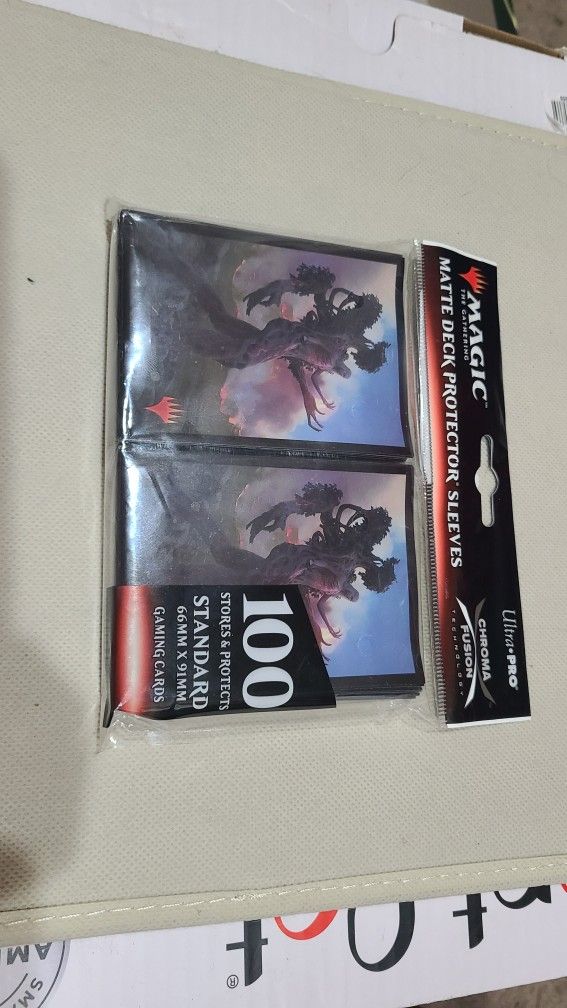 MAGIC™
THE GATHERING
MATTE DECK PROTECTOR® SLEEVES
Ultra•PRO®
CHROMA
FUSION
TECHNOLOGY
100
STORES & PROTECTS
STANDARD
66MM X 91MM
GAMING CARDS
®